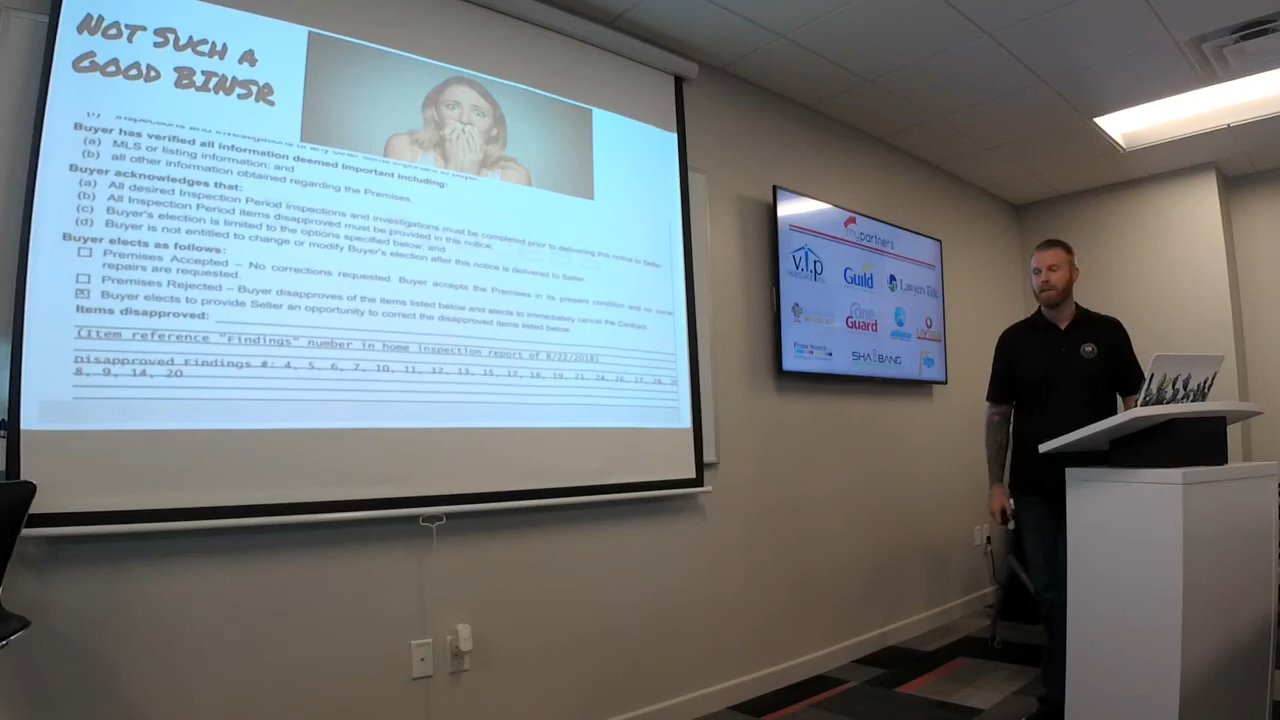 NOT SUCH A
GOOD BINSR
Buyer has verified all information deemed important including:
(a) MLS or listing information; and
(b) all other information obtained regarding the Premises.
Buyer acknowledges that:
(a) All desired Inspection Period inspections and investigations must be completed prior to delivering this notice to Seller;
(b) All Inspection Period items disapproved must be provided in this notice;
(c) Buyer's election is limited to the options specified below; and
(d) Buyer is not entitled to change or modify Buyer's election after this notice is delivered to Seller.
Buyer elects as follows:
Premises Accepted – No corrections requested. Buyer accepts the Premises in its present condition and no
repairs are requested.
Premises Rejected – Buyer disapproves of the items listed below and elects to immediately cancel the Contract.
Buyer elects to provide Seller an opportunity to correct the disapproved items listed below.
Items disapproved:
(Item reference "Findings" number in home inspection report of 8/22/2018)
Disapproved Findings #: 4, 5, 6, 7, 10, 11, 12, 13, 15, 17, 18, 19, 21, 24, 26, 27, 28,
8, 9, 14, 20
mypartners
v.i.p
Guild
Lawyers Title
one
Guard
Prime Source
SHABANG